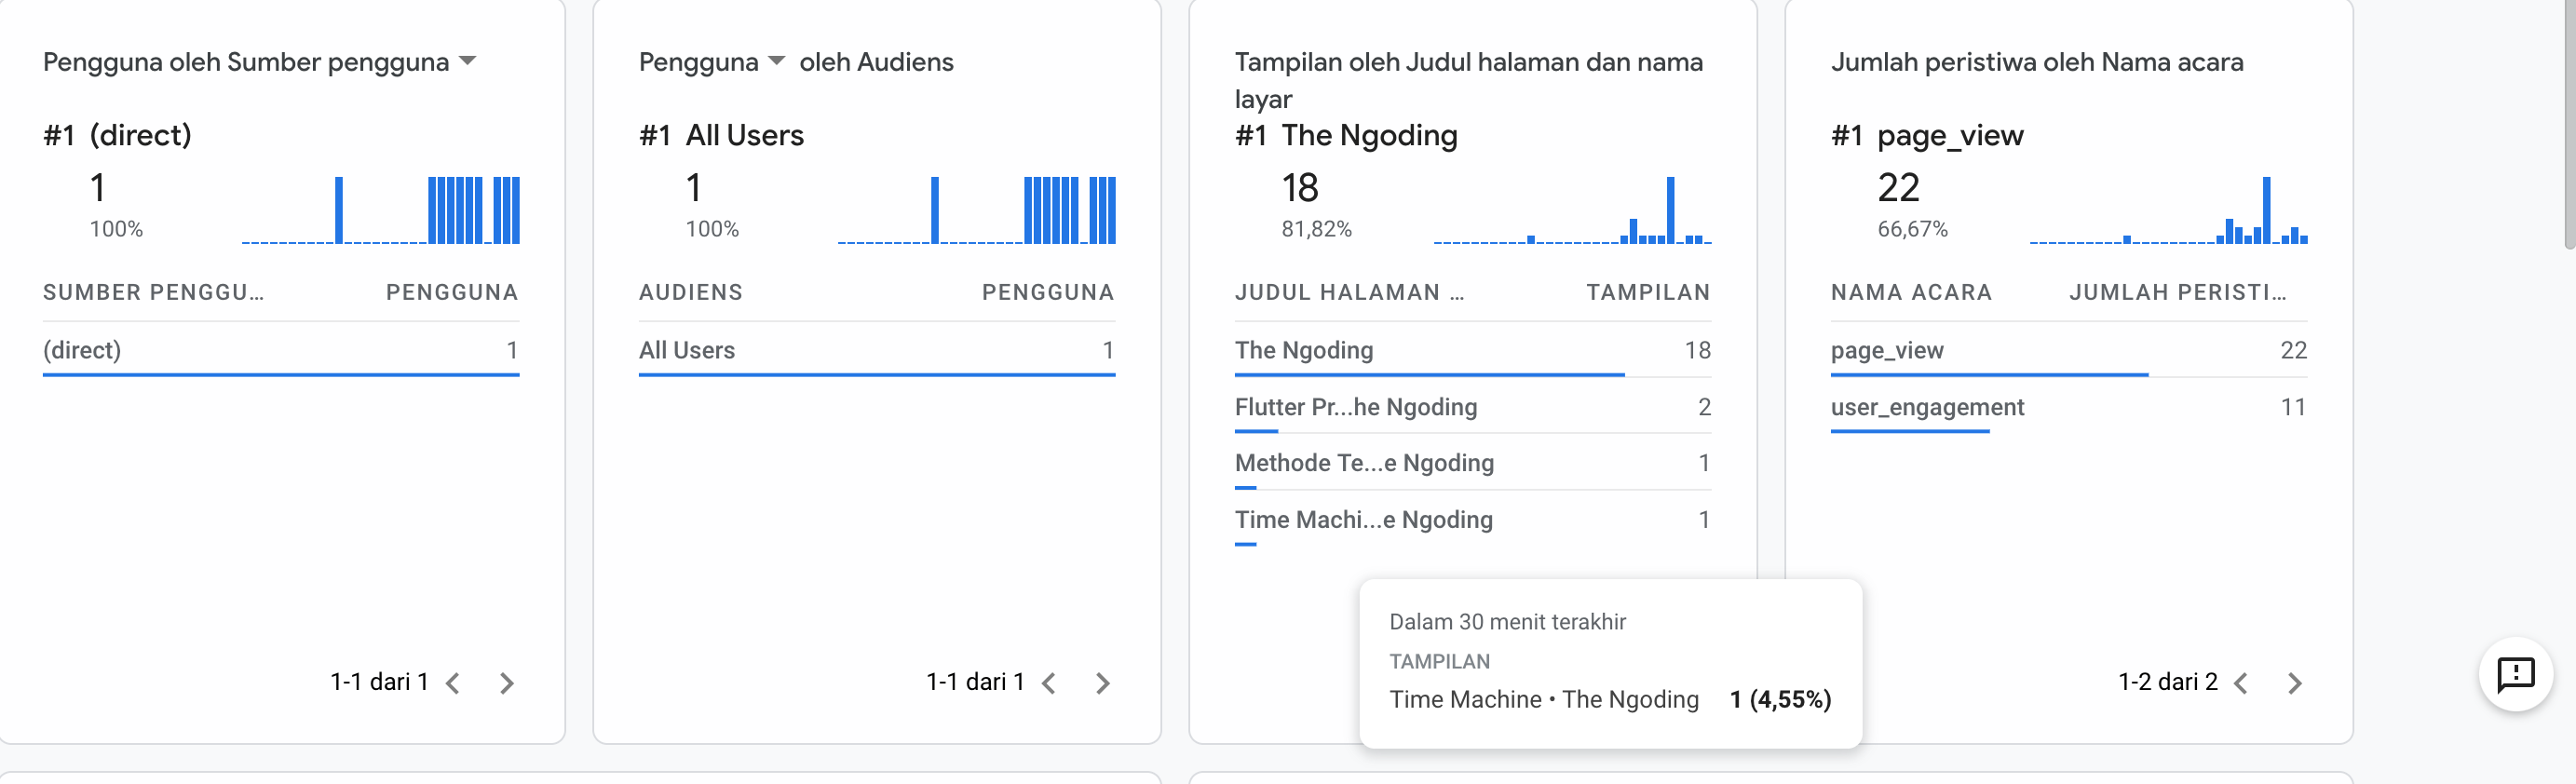 Pengguna oleh Sumber pengguna
#1 (direct)
1
100%
SUMBER PENGGU...
PENGGUNA
(direct)
1
1-1 dari 1
Pengguna oleh Audiens
#1 All Users
1
100%
AUDIENS
PENGGUNA
All Users
1
1-1 dari 1
Tampilan oleh Judul halaman dan nama
layar
#1 The Ngoding
18
81,82%
JUDUL HALAMAN ...
TAMPILAN
The Ngoding
18
Flutter Pr...he Ngoding
2
Methode Te...e Ngoding
1
Time Machi...e Ngoding
1
Dalam 30 menit terakhir
TAMPILAN
Time Machine • The Ngoding 1 (4,55%)
Jumlah peristiwa oleh Nama acara
#1 page_view
22
66,67%
NAMA ACARA
JUMLAH PERISTI...
page_view
22
user_engagement
11
1-2 dari 2